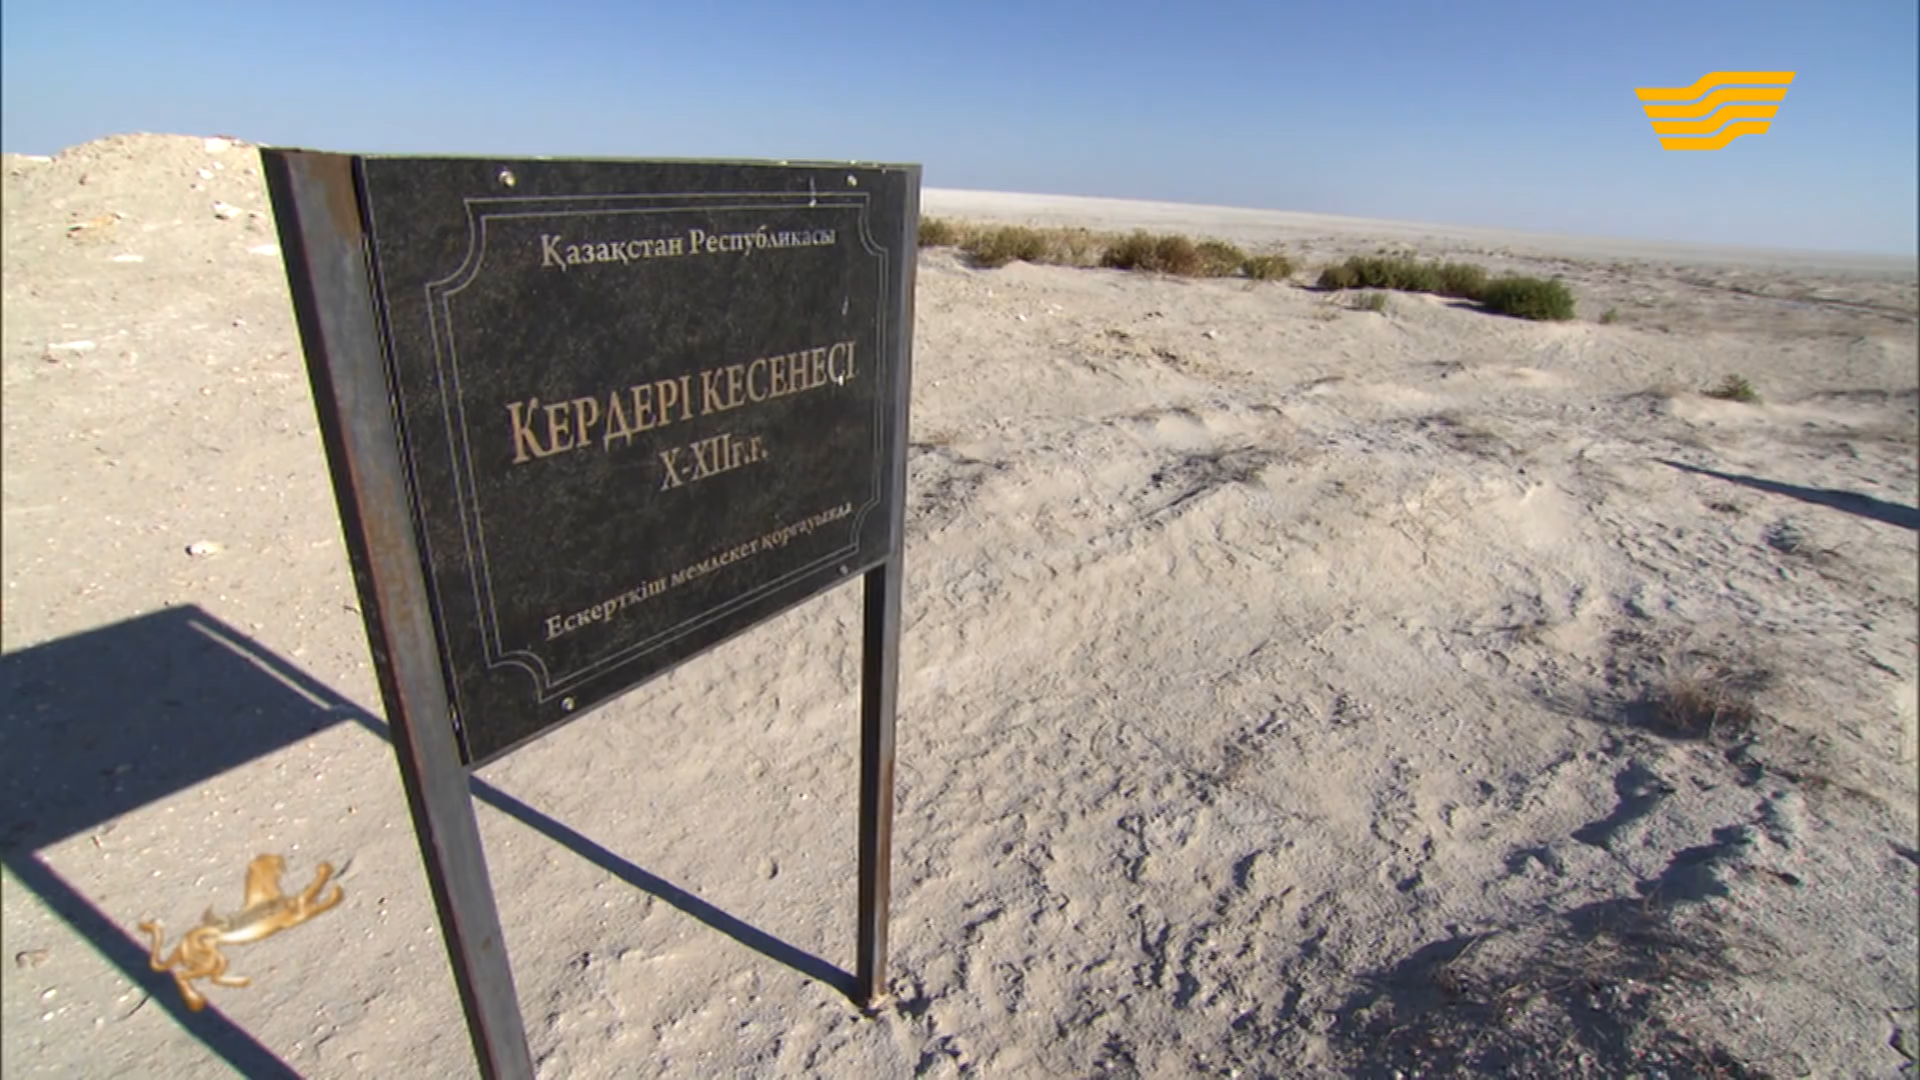 Қазақстан Республикасы
КЕРДЕРІ КЕСЕНЕСІ
X-XIIғ.ғ.
Ескерткіш мемлекет қорғауында